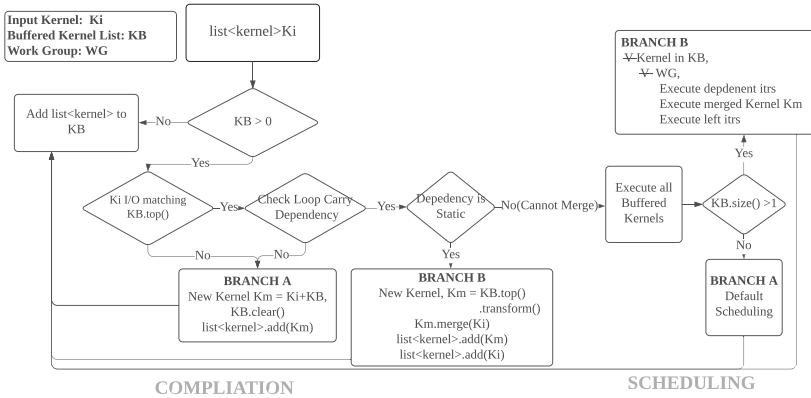 Input Kernel: Ki
Buffered Kernel List: KB
Work Group: WG
list<kernel>Ki
BRANCH B
∀ Kernel in KB,
∀ WG,
Execute depdenent itrs
Execute merged Kernel Km
Execute left itrs
Add list<kernel> to
KB
No
KB > 0
Yes
Yes
Ki I/O matching
KB.top()
Yes
Check Loop Carry
Dependency
Yes
Depedency is
Static
No(Cannot Merge)
Execute all
Buffered
Kernels
KB.size() >1
No
No
Yes
No
BRANCH A
New Kernel Km = Ki+KB,
KB.clear()
list<kernel>.add(Km)
BRANCH B
New Kernel, Km = KB.top()
.transform()
Km.merge(Ki)
list<kernel>.add(Km)
list<kernel>.add(Ki)
BRANCH A
Default
Scheduling
COMPLIATION
SCHEDULING